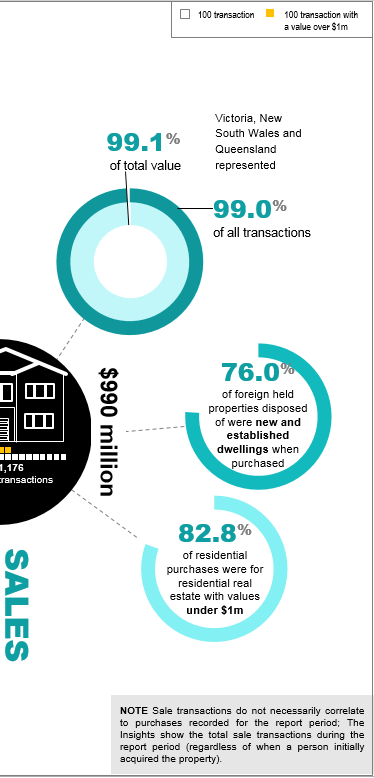 100 transaction
100 transaction with
a value over $1m
Victoria, New
South Wales and
Queensland
represented
99.1%
of total value
99.0%
of all transactions
$990 million
76.0%
of foreign held
properties disposed
of were new and
established
dwellings when
purchased
1,176
transactions
82.8%
of residential
purchases were for
residential real
estate with values
under $1m
SALES
NOTE Sale transactions do not necessarily correlate
to purchases recorded for the report period; The
Insights show the total sale transactions during the
report period (regardless of when a person initially
acquired the property).